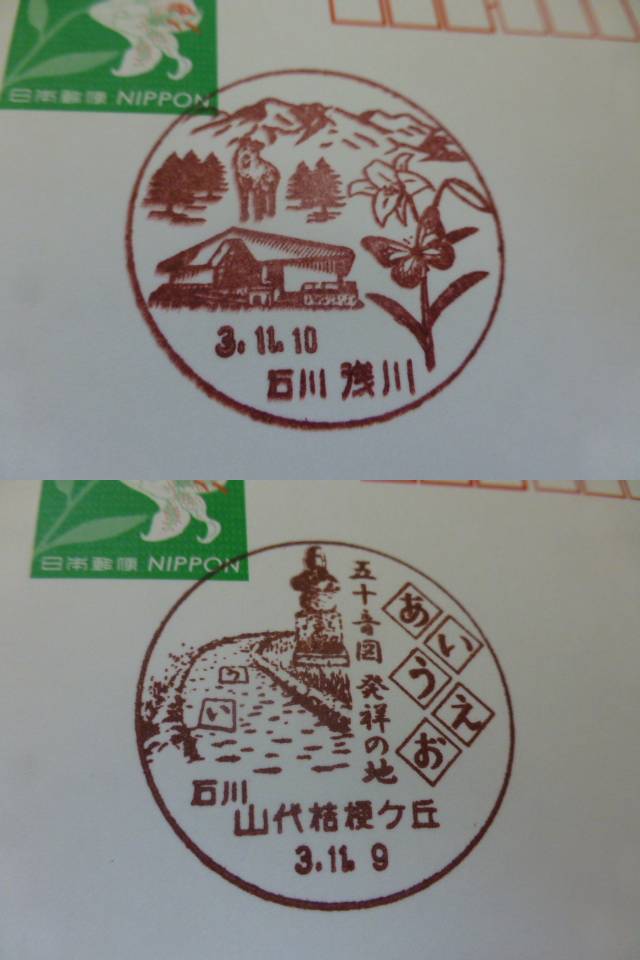 日本郵便 NIPPON
3.11.10
石川 浅川
日本郵便 NIPPON
五十音図 発祥の地
あい
うえ
お
い
う
石川
山代桔梗ケ丘
3.11.9